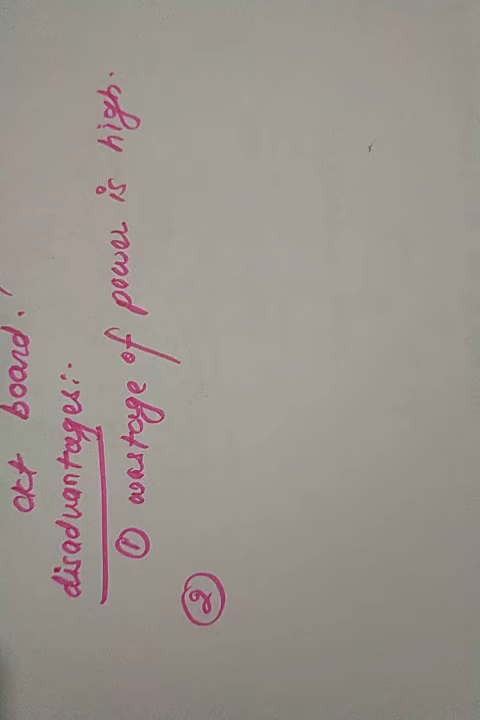 ckt board.
disadvantages:-
① wastage of power is high.
②